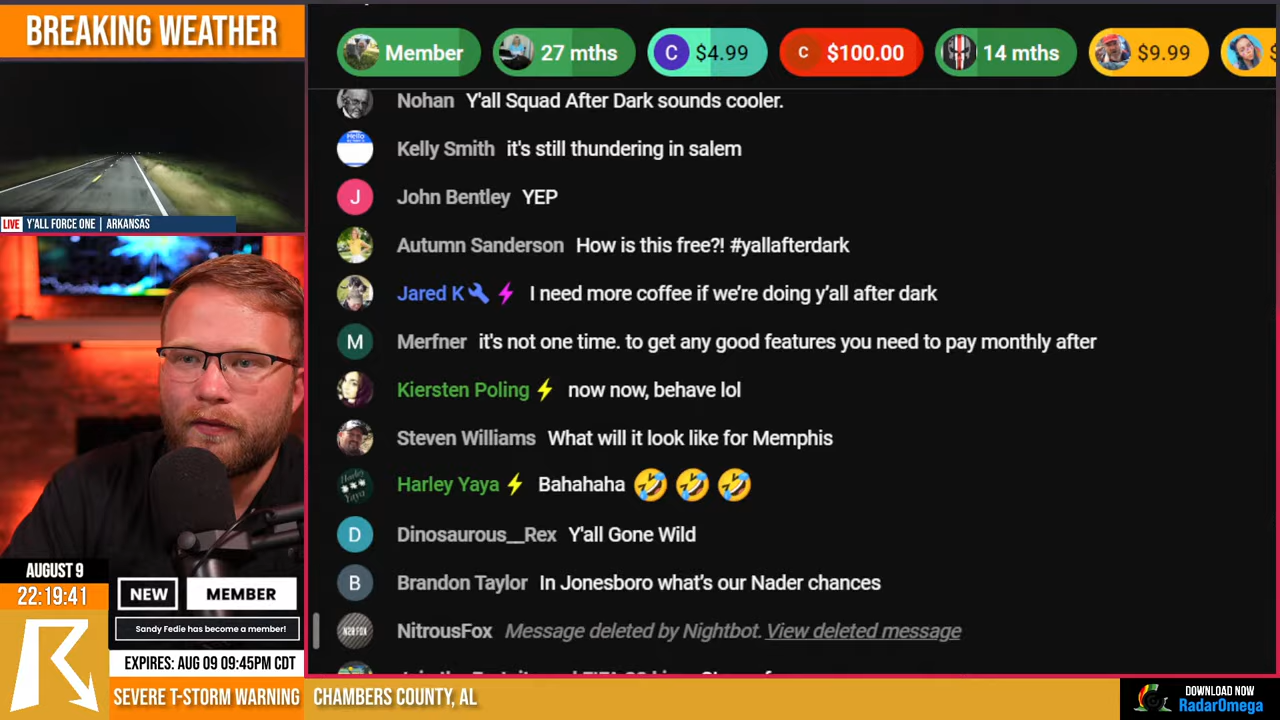 BREAKING WEATHER
Member
27 mths
C $4.99
C $100.00
14 mths
$9.99
Nohan Y'all Squad After Dark sounds cooler.
Kelly Smith it's still thundering in salem
J John Bentley YEP
Autumn Sanderson How is this free?! #yallafterdark
Jared K I need more coffee if we’re doing y’all after dark
M Merfner it's not one time. to get any good features you need to pay monthly after
Kiersten Poling now now, behave lol
Steven Williams What will it look like for Memphis
Harley Yaya Bahahaha 🤣 🤣 🤣
D Dinosaurous__Rex Y'all Gone Wild
B Brandon Taylor In Jonesboro what's our Nader chances
NitrousFox Message deleted by Nightbot. View deleted message
LIVE Y'ALL FORCE ONE | ARKANSAS
AUGUST 9
22:19:41
NEW MEMBER
Sandy Fedie has become a member!
EXPIRES: AUG 09 09:45PM CDT
SEVERE T-STORM WARNING CHAMBERS COUNTY, AL
DOWNLOAD NOW
RadarOmega